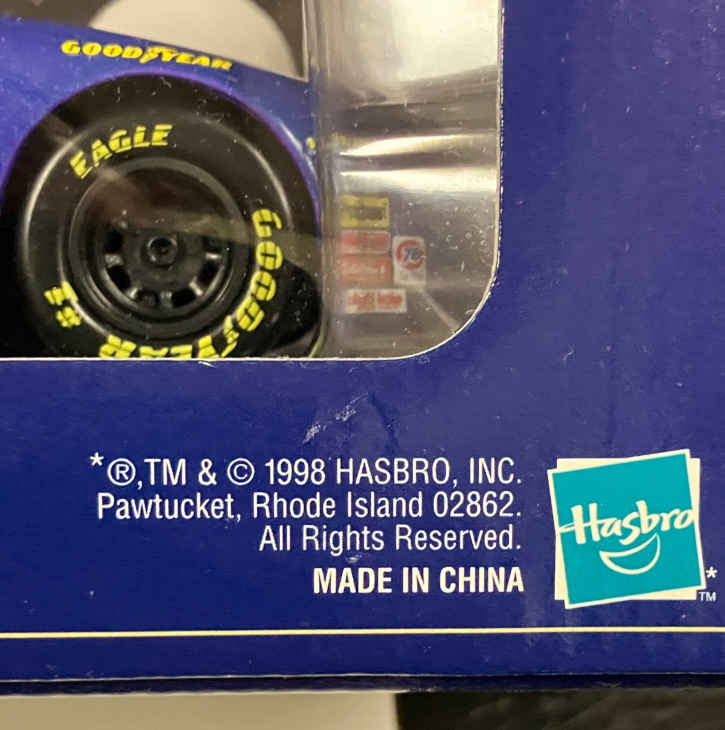 GOODYEAR
EAGLE
GOODYEAR
76
*®,TM & © 1998 HASBRO, INC.
Pawtucket, Rhode Island 02862.
All Rights Reserved.
MADE IN CHINA
Hasbro
*
TM